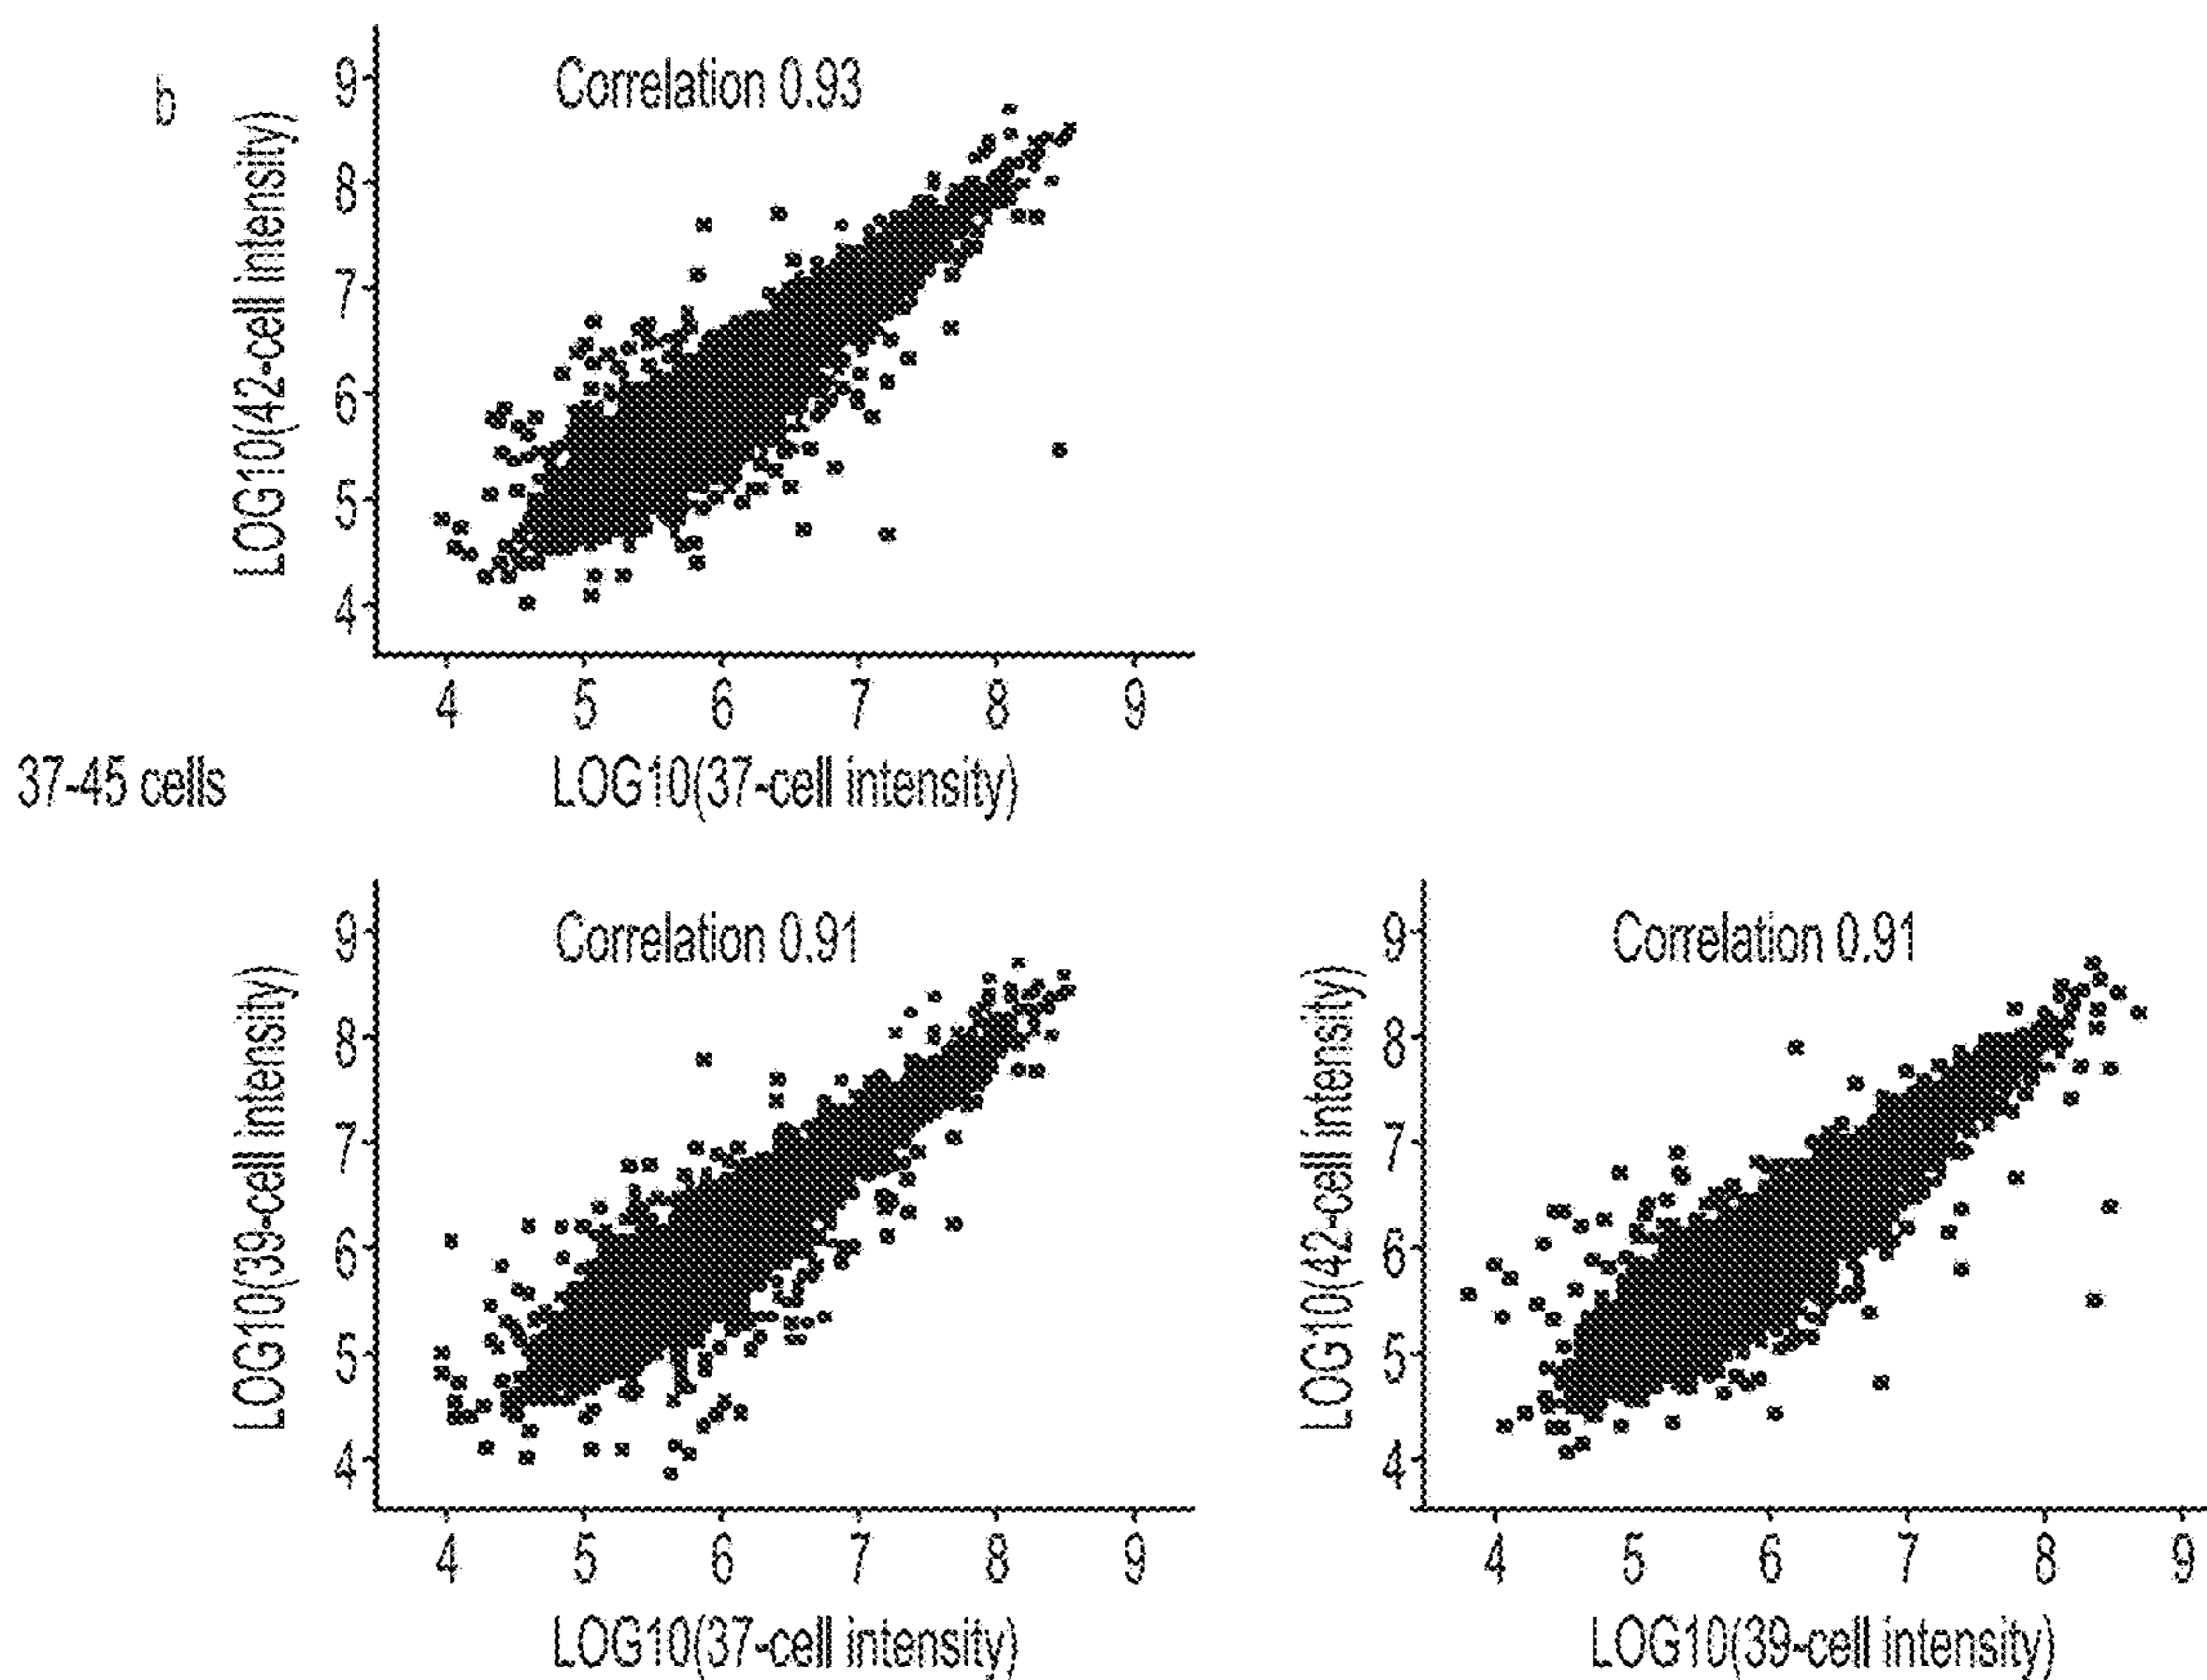 b
Correlation 0.93
LOG10(42-cell intensity)
9
8
7
6
5
4
4 5 6 7 8 9
LOG10(37-cell intensity)
37-45 cells
Correlation 0.91
LOG10(39-cell intensity)
9
8
7
6
5
4
4 5 6 7 8 9
LOG10(37-cell intensity)
Correlation 0.91
LOG10(42-cell intensity)
9
8
7
6
5
4
4 5 6 7 8 9
LOG10(39-cell intensity)